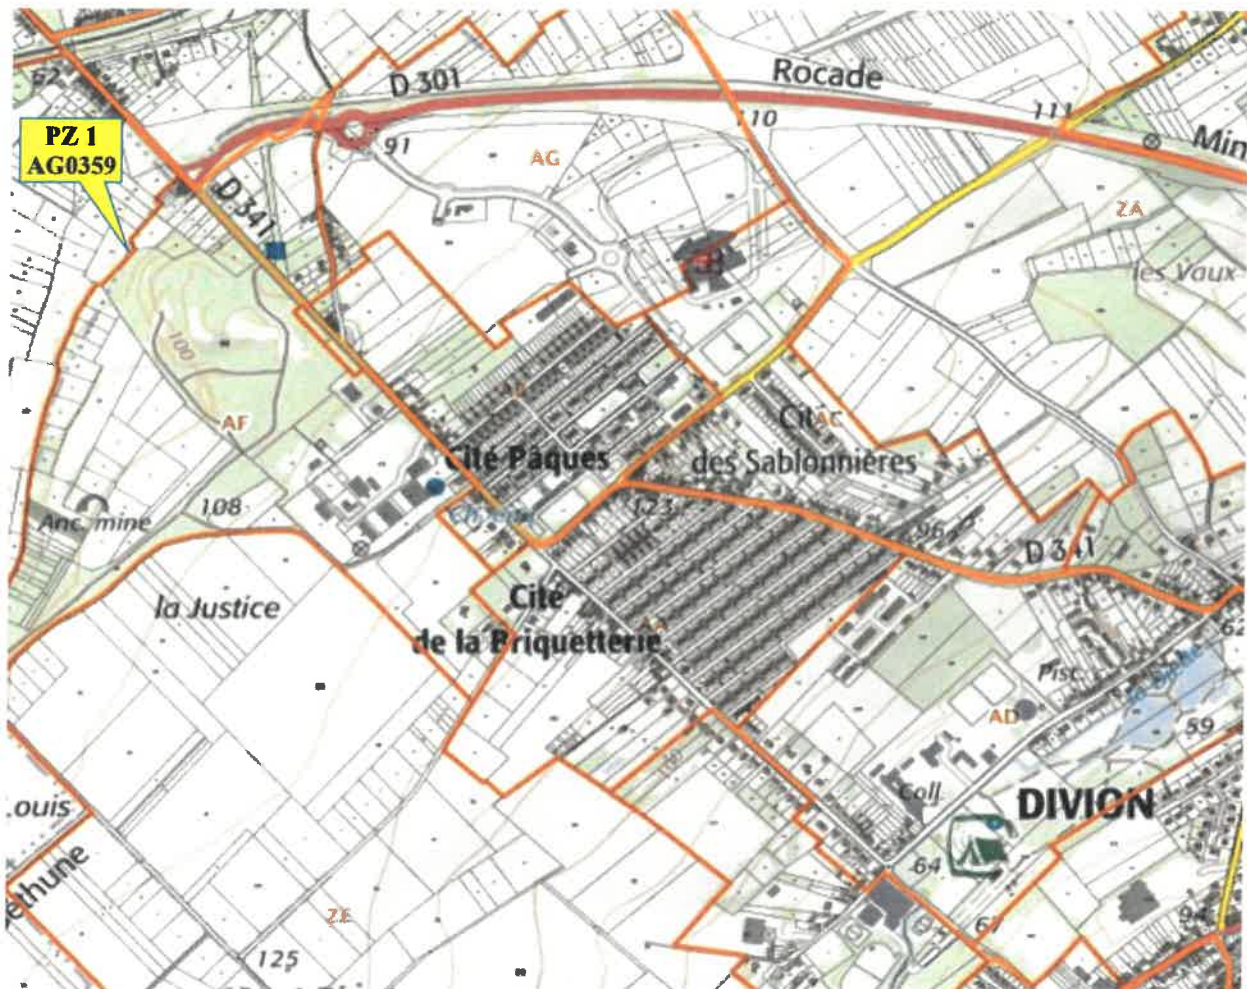 62
D 301
Rocade
110
111
Min
PZ 1
AG0359
91
AG
D 341
ZA
les Vaux
100
AF
Cité Pâques
AC
des Sablonnières
108
Anc. mine
123
96
D 341
la Justice
Cité
de la Briquetterie
Pisc.
AD
62
59
Coll.
DIVION
64
ouis
ethune
ZE
125
67
94